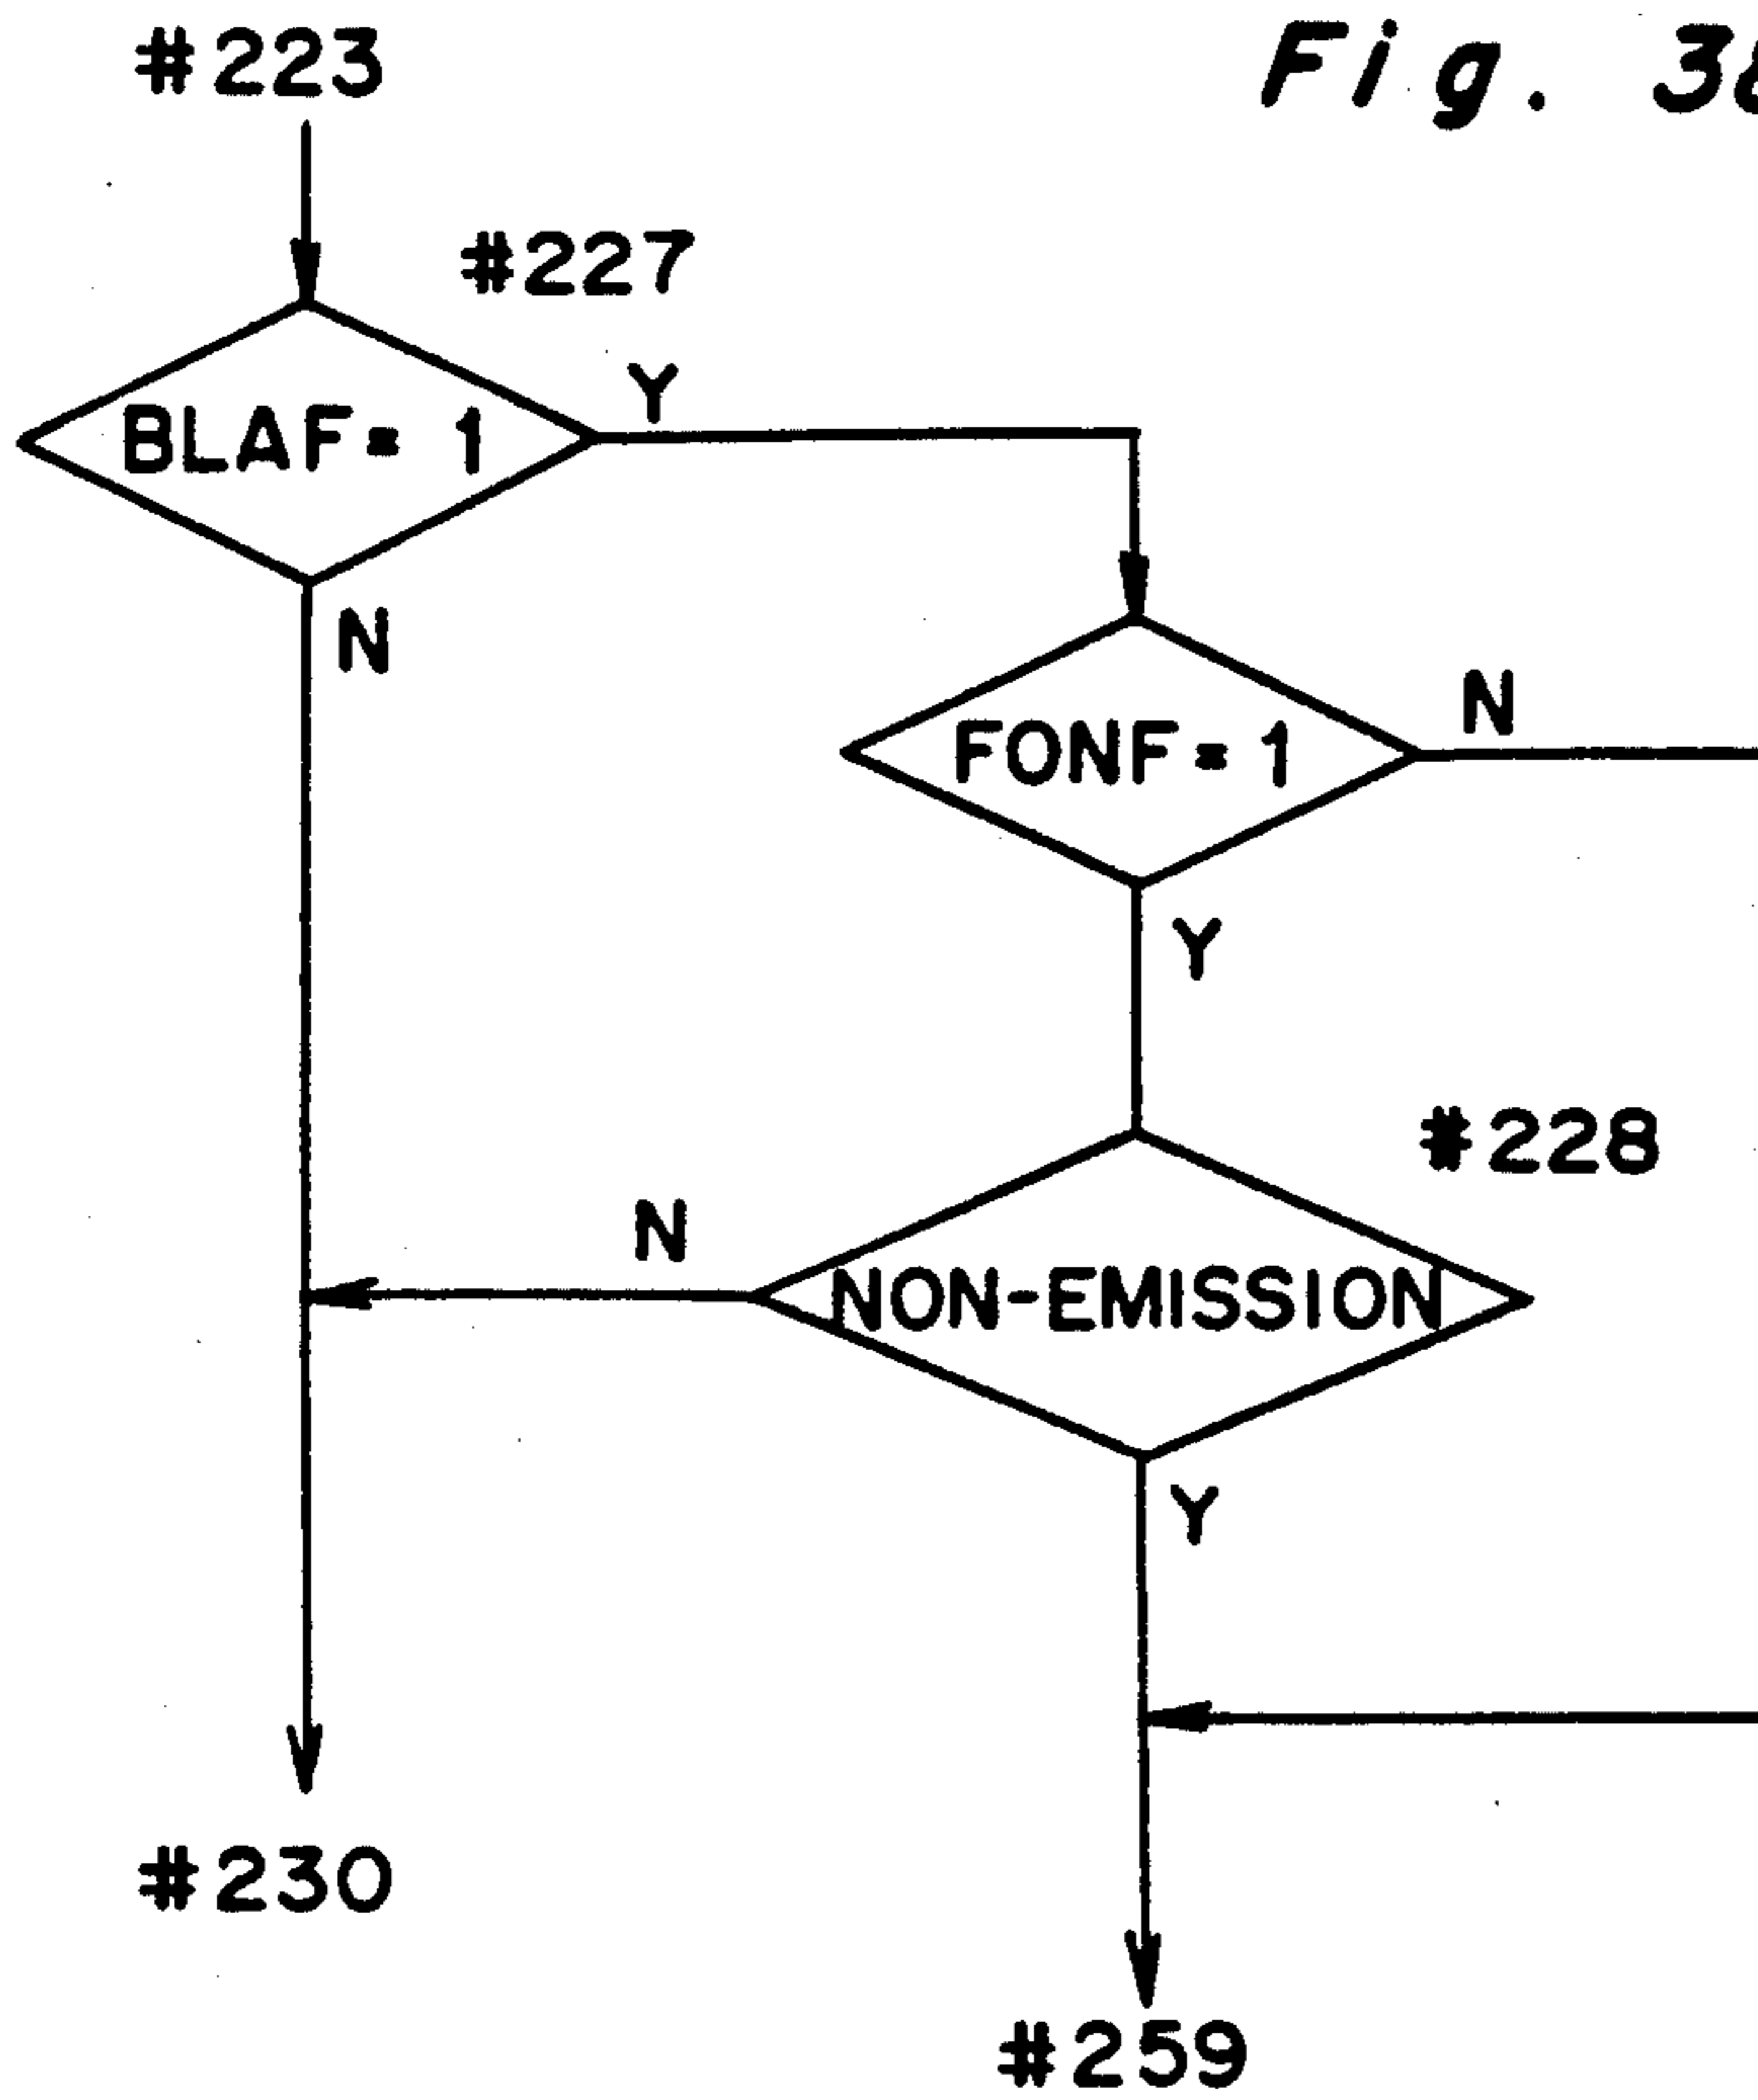 #223
Fig. 3
#227
Y
BLAF=1
N
N
FONF=1
Y
#228
N
NON-EMISSION
Y
#230
#259